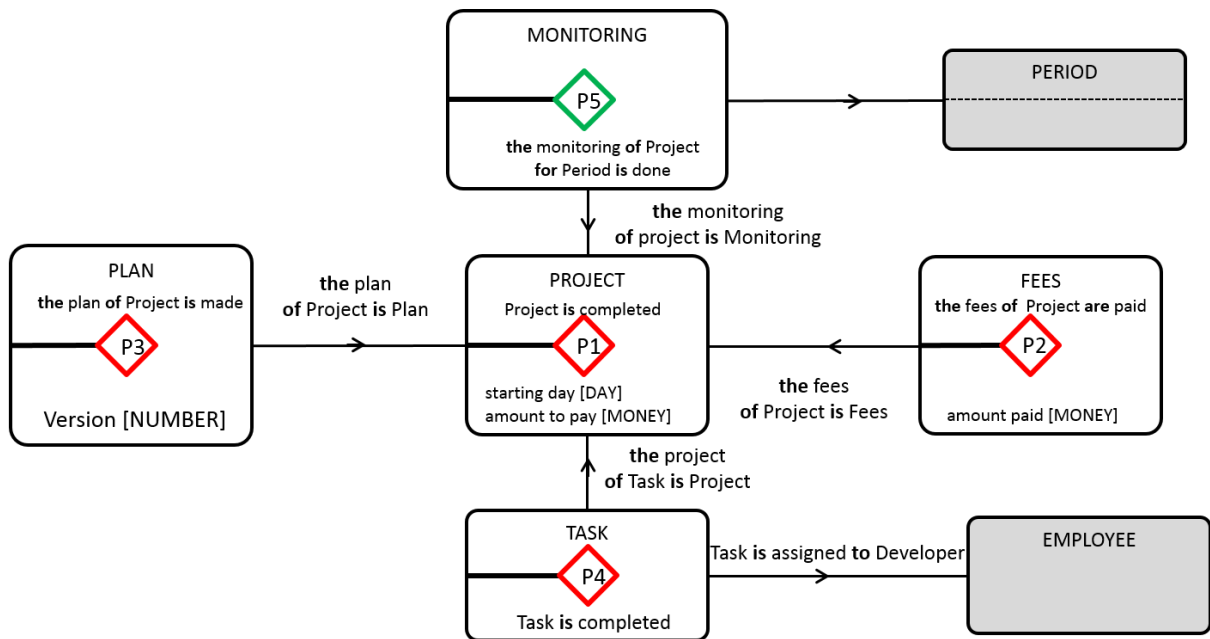 MONITORING
P5
the monitoring of Project
for Period is done
PERIOD
the monitoring
of project is Monitoring
PLAN
the plan of Project is made
P3
Version [NUMBER]
the plan
of Project is Plan
PROJECT
Project is completed
P1
starting day [DAY]
amount to pay [MONEY]
FEES
the fees of Project are paid
P2
amount paid [MONEY]
the fees
of Project is Fees
the project
of Task is Project
TASK
P4
Task is completed
Task is assigned to Developer
EMPLOYEE